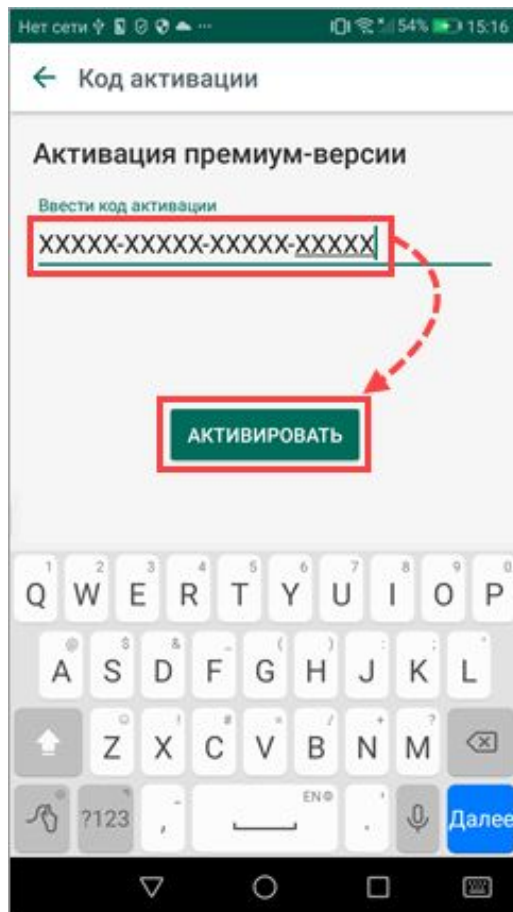 Нет сети ... 54% 15:16
Код активации
Активация премиум-версии
Ввести код активации
XXXXX-XXXXX-XXXXX-XXXXX
АКТИВИРОВАТЬ
1 2 3 4 5 6 7 8 9 0
Q W E R T Y U I O P
@ $ & _ ( ) : ; "
A S D F G H J K L
! # = / + ?
Z X C V B N M
?123 , EN . Далее